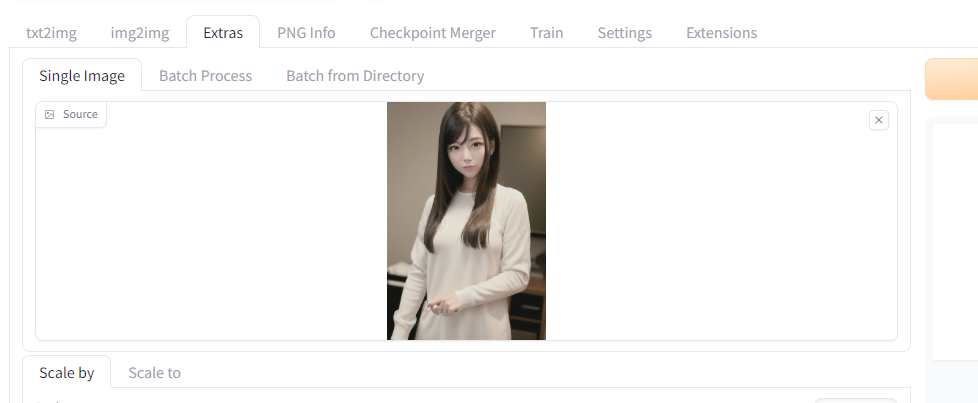 txt2img img2img Extras PNG Info Checkpoint Merger Train Settings Extensions
Single Image Batch Process Batch from Directory
Source
Scale by Scale to